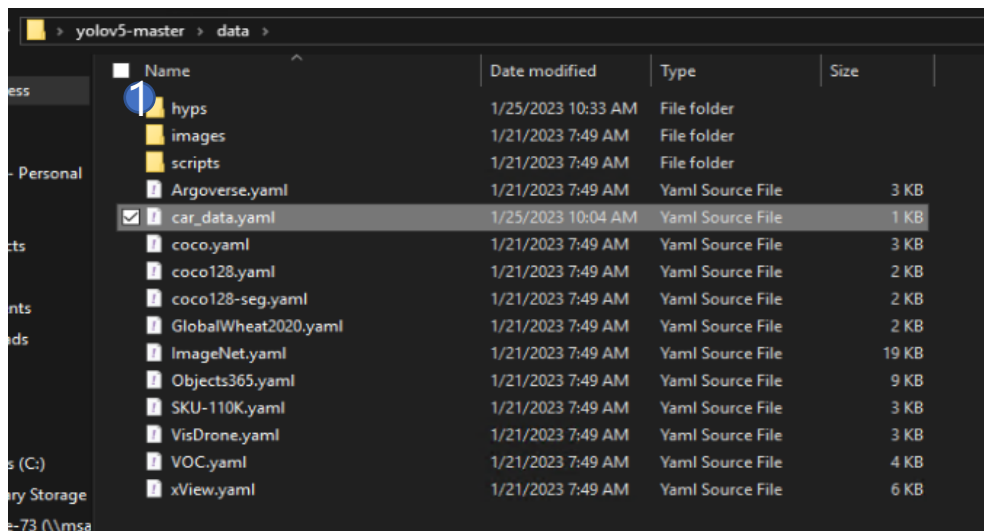 yolov5-master > data >
Name Date modified Type Size
ess
1
hyps 1/25/2023 10:33 AM File folder
images 1/21/2023 7:49 AM File folder
scripts 1/21/2023 7:49 AM File folder
- Personal
Argoverse.yaml 1/21/2023 7:49 AM Yaml Source File 3 KB
car_data.yaml 1/25/2023 10:04 AM Yaml Source File 1 KB
cts
coco.yaml 1/21/2023 7:49 AM Yaml Source File 3 KB
coco128.yaml 1/21/2023 7:49 AM Yaml Source File 2 KB
coco128-seg.yaml 1/21/2023 7:49 AM Yaml Source File 2 KB
nts
GlobalWheat2020.yaml 1/21/2023 7:49 AM Yaml Source File 2 KB
ads
ImageNet.yaml 1/21/2023 7:49 AM Yaml Source File 19 KB
Objects365.yaml 1/21/2023 7:49 AM Yaml Source File 9 KB
SKU-110K.yaml 1/21/2023 7:49 AM Yaml Source File 3 KB
VisDrone.yaml 1/21/2023 7:49 AM Yaml Source File 3 KB
s (C:)
VOC.yaml 1/21/2023 7:49 AM Yaml Source File 4 KB
xView.yaml 1/21/2023 7:49 AM Yaml Source File 6 KB
ary Storage
e-73 (\\msa